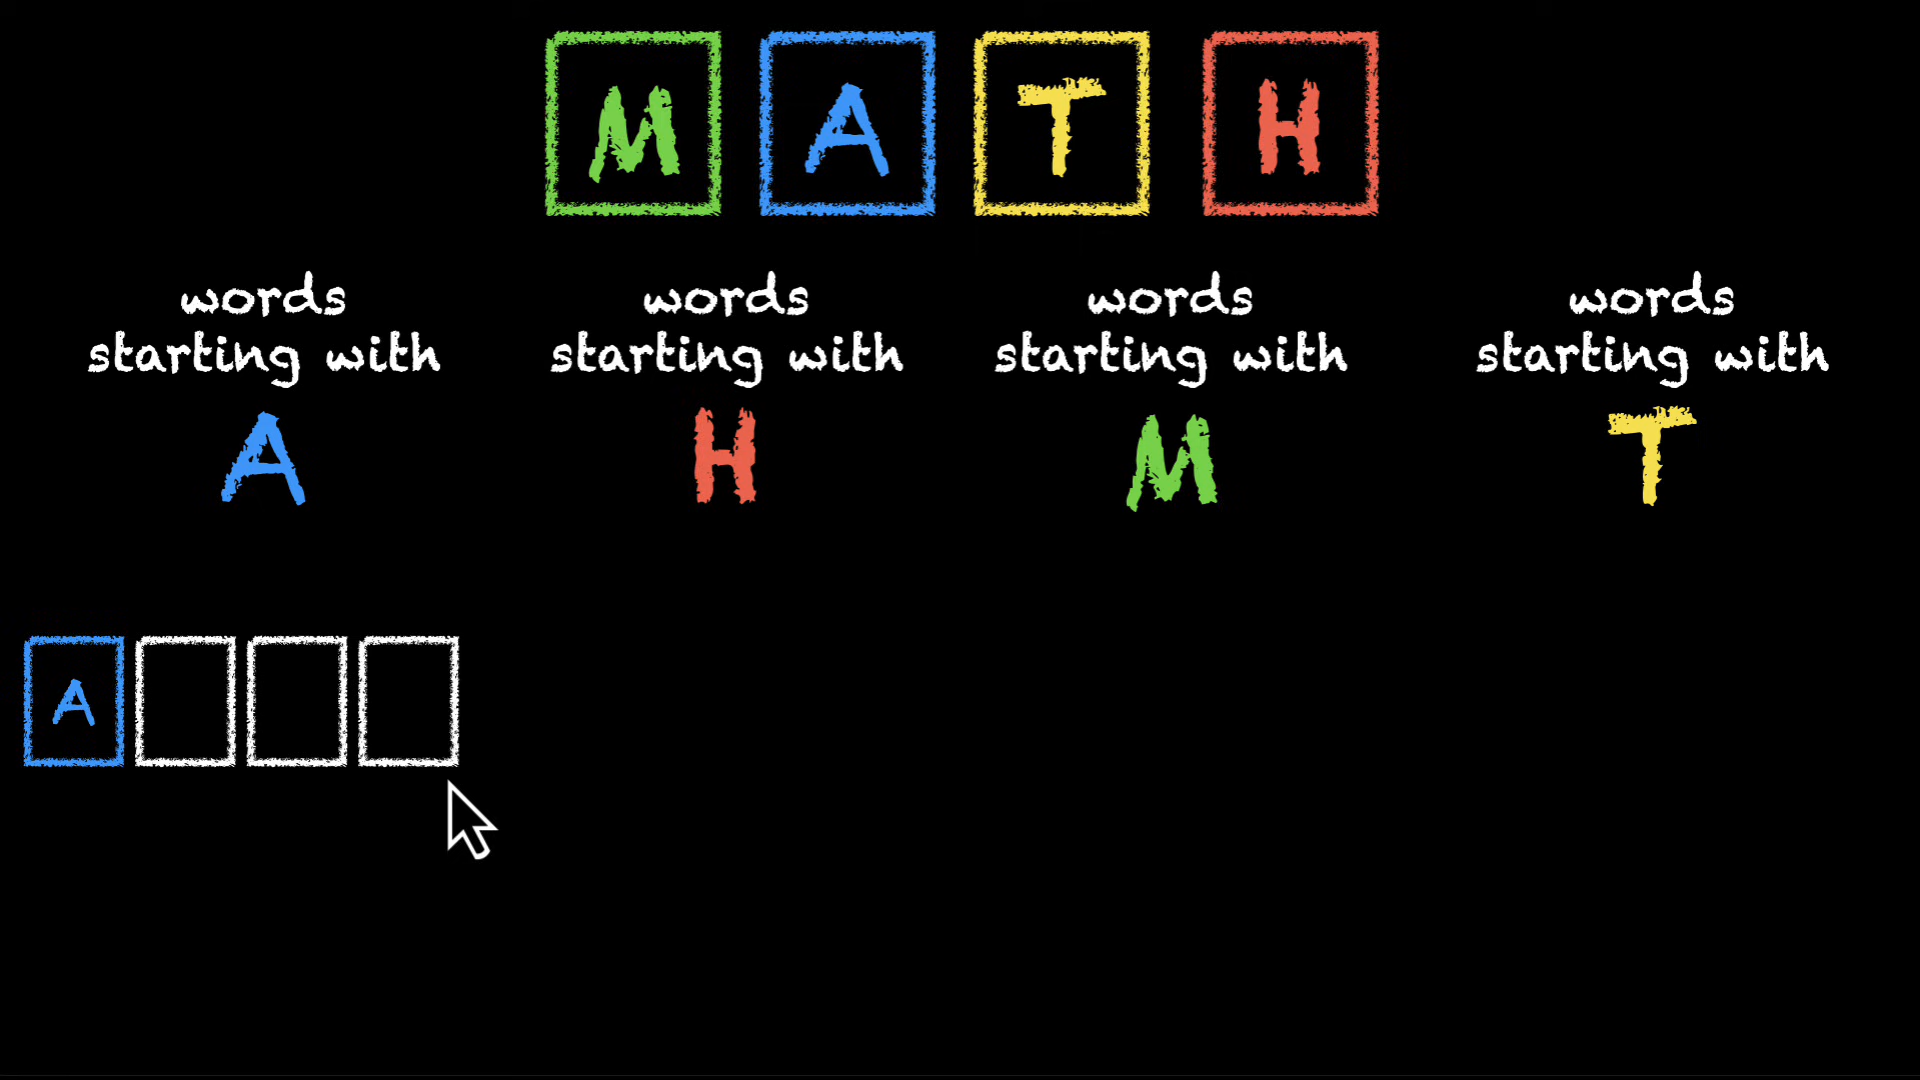 M A T H
words words words words
starting with starting with starting with starting with
A H M T
A